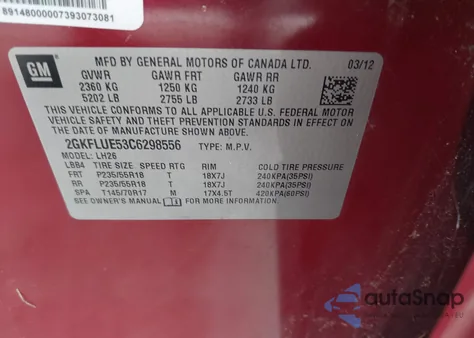 89148000007393073081
GM
MFD BY GENERAL MOTORS OF CANADA LTD. 03/12
GVWR GAWR FRT GAWR RR
2360 KG 1250 KG 1240 KG
5202 LB 2755 LB 2733 LB
THIS VEHICLE CONFORMS TO ALL APPLICABLE U.S. FEDERAL MOTOR
VEHICLE SAFETY AND THEFT PREVENTION STANDARDS IN EFFECT ON
THE DATE OF MANUFACTURE SHOWN ABOVE.
2GKFLUE53C6298556 TYPE: M.P.V.
MODEL: LH26
LBB4 TIRE SIZE SPEED RTG RIM COLD TIRE PRESSURE
FRT P235/55R18 T 18X7J 240KPA(35PSI)
RR P235/55R18 T 18X7J 240KPA(35PSI)
SPA T145/70R17 M 17X4.5T 420KPA(60PSI)
SEE OWNER'S MANUAL FOR MORE INFORMATION.
autoSnap